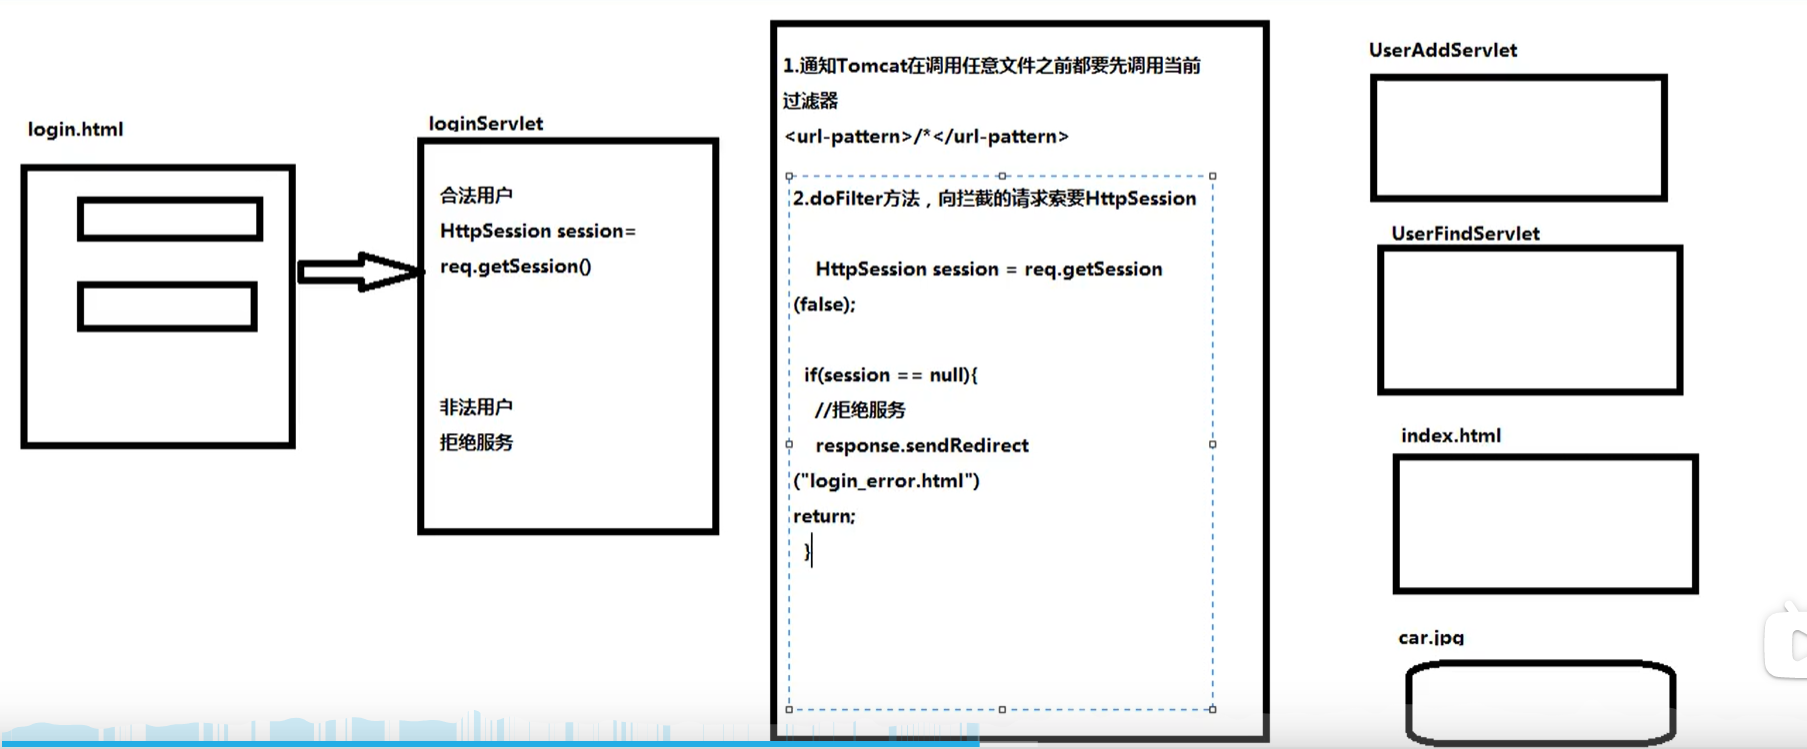 login.html
loginServlet
合法用户
HttpSession session=
req.getSession()
非法用户
拒绝服务
1.通知Tomcat在调用任意文件之前都要先调用当前
过滤器
<url-pattern>/*</url-pattern>
2.doFilter方法，向拦截的请求索要HttpSession
HttpSession session = req.getSession
(false);
if(session == null){
//拒绝服务
response.sendRedirect
("login_error.html")
return;
}
UserAddServlet
UserFindServlet
index.html
car.jpg